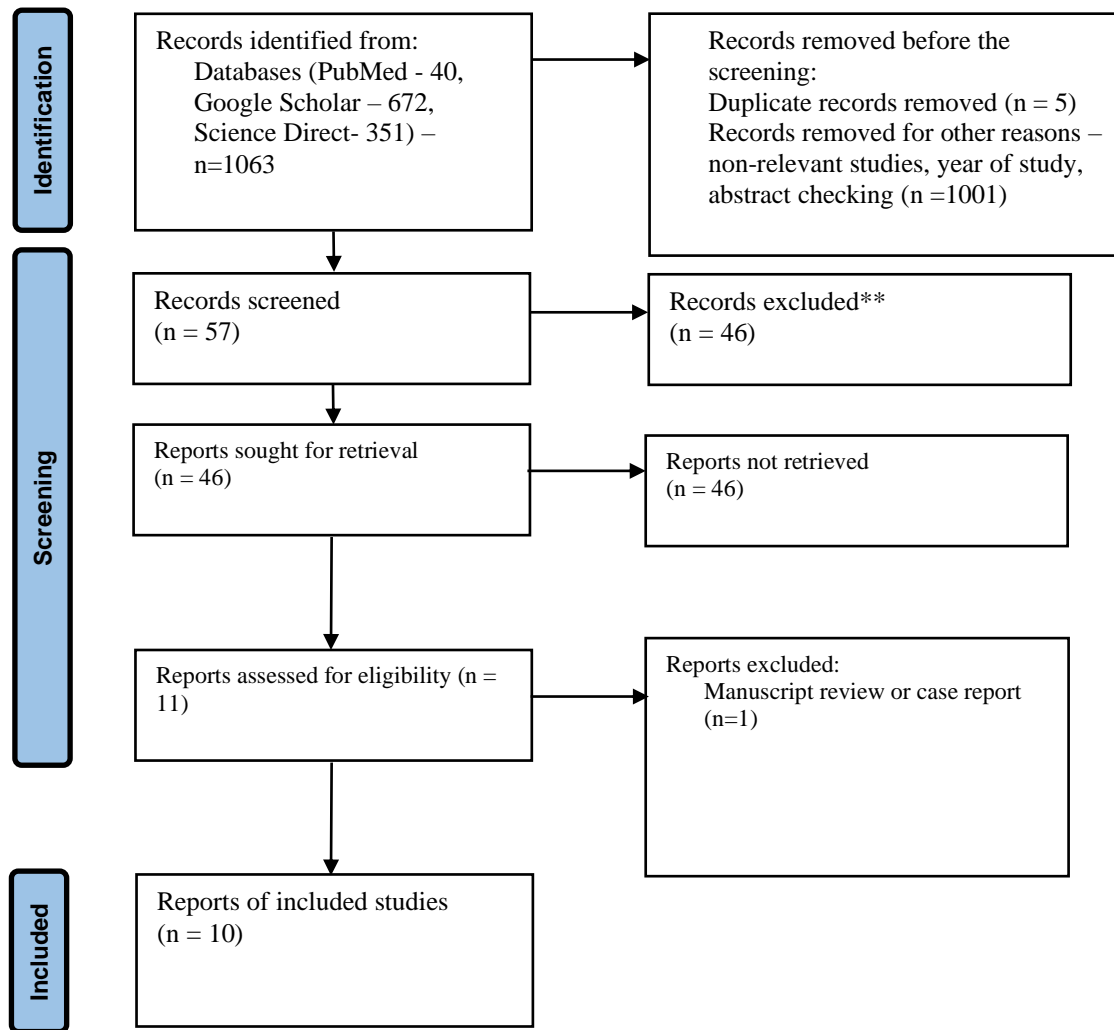 Identification
Records identified from:
Databases (PubMed - 40,
Google Scholar – 672,
Science Direct- 351) –
n=1063
Records removed before the
screening:
Duplicate records removed (n = 5)
Records removed for other reasons –
non-relevant studies, year of study,
abstract checking (n =1001)
Screening
Records screened
(n = 57)
Records excluded**
(n = 46)
Reports sought for retrieval
(n = 46)
Reports not retrieved
(n = 46)
Reports assessed for eligibility (n =
11)
Reports excluded:
Manuscript review or case report
(n=1)
Included
Reports of included studies
(n = 10)